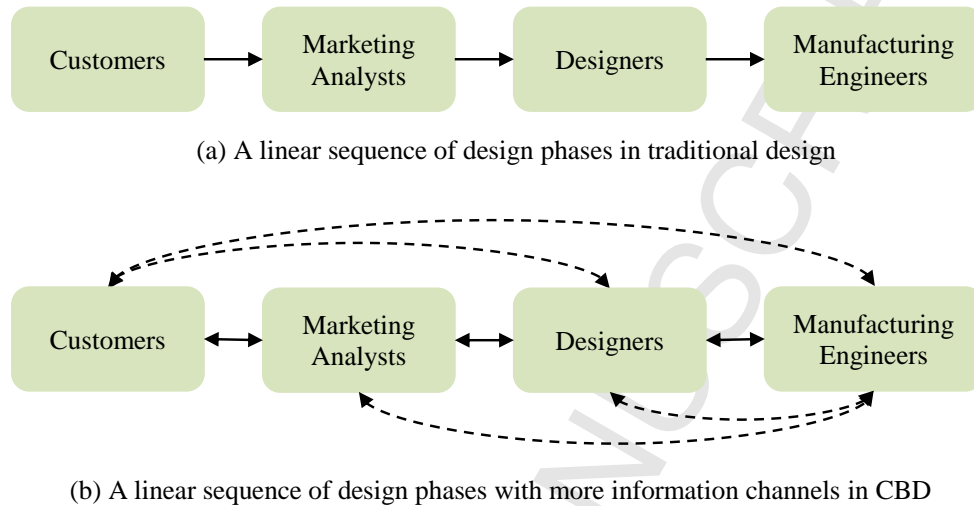 Customers
Marketing
Analysts
Designers
Manufacturing
Engineers
(a) A linear sequence of design phases in traditional design
Customers
Marketing
Analysts
Designers
Manufacturing
Engineers
(b) A linear sequence of design phases with more information channels in CBD